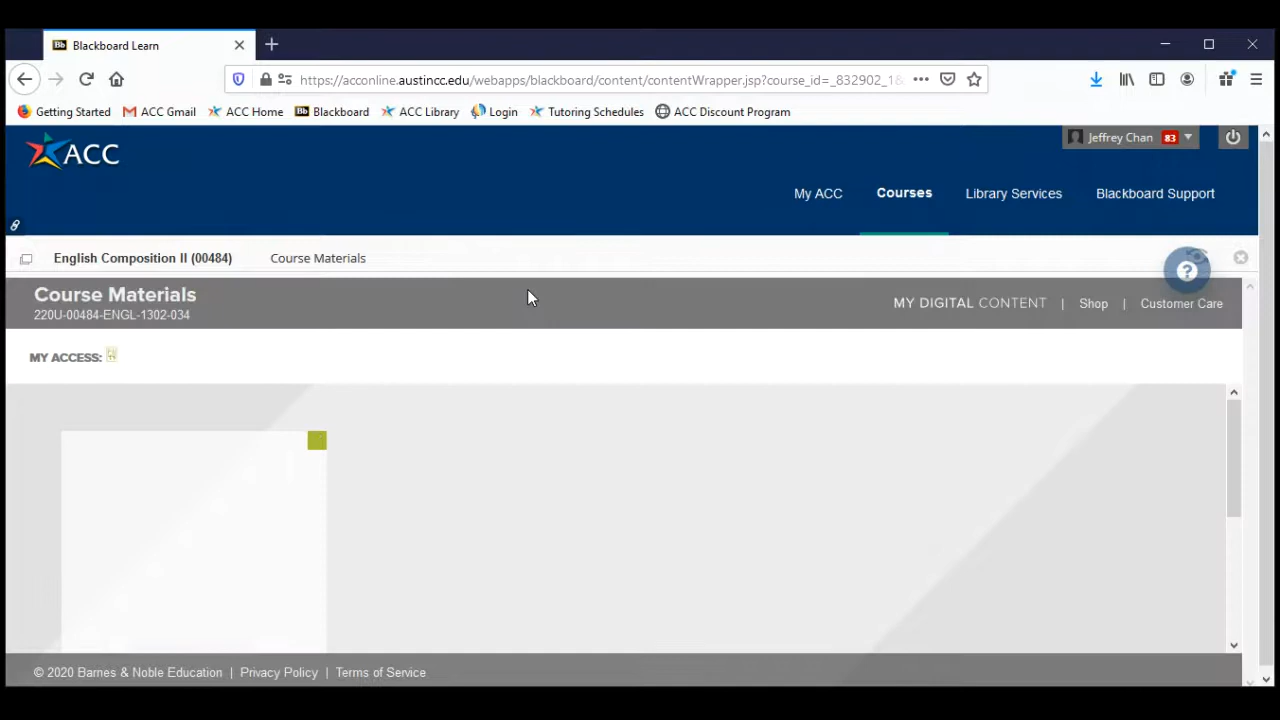 Blackboard Learn
https://acconline.austincc.edu/webapps/blackboard/content/contentWrapper.jsp?course_id=_832902_1&
Getting Started ACC Gmail ACC Home Blackboard ACC Library Login Tutoring Schedules ACC Discount Program
ACC
Jeffrey Chan 83
My ACC Courses Library Services Blackboard Support
English Composition II (00484) Course Materials
Course Materials
220U-00484-ENGL-1302-034
MY DIGITAL CONTENT | Shop | Customer Care
MY ACCESS:
© 2020 Barnes & Noble Education | Privacy Policy | Terms of Service